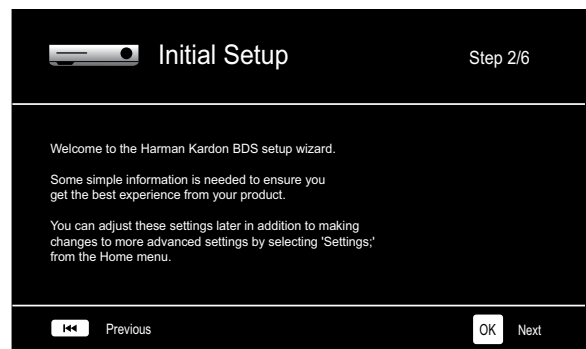 Initial Setup
Step 2/6
Welcome to the Harman Kardon BDS setup wizard.
Some simple information is needed to ensure you
get the best experience from your product.
You can adjust these settings later in addition to making
changes to more advanced settings by selecting 'Settings;'
from the Home menu.
Previous
OK Next